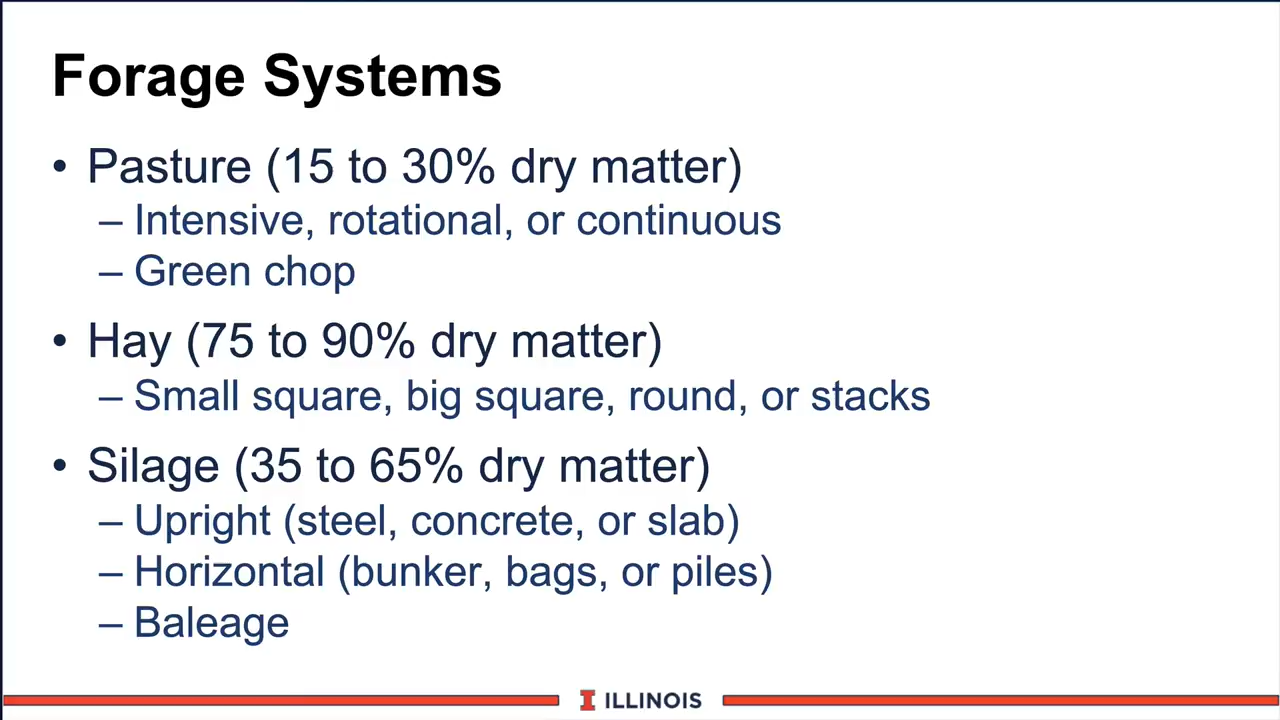 Forage Systems
• Pasture (15 to 30% dry matter)
– Intensive, rotational, or continuous
– Green chop
• Hay (75 to 90% dry matter)
– Small square, big square, round, or stacks
• Silage (35 to 65% dry matter)
– Upright (steel, concrete, or slab)
– Horizontal (bunker, bags, or piles)
– Baleage
I ILLINOIS